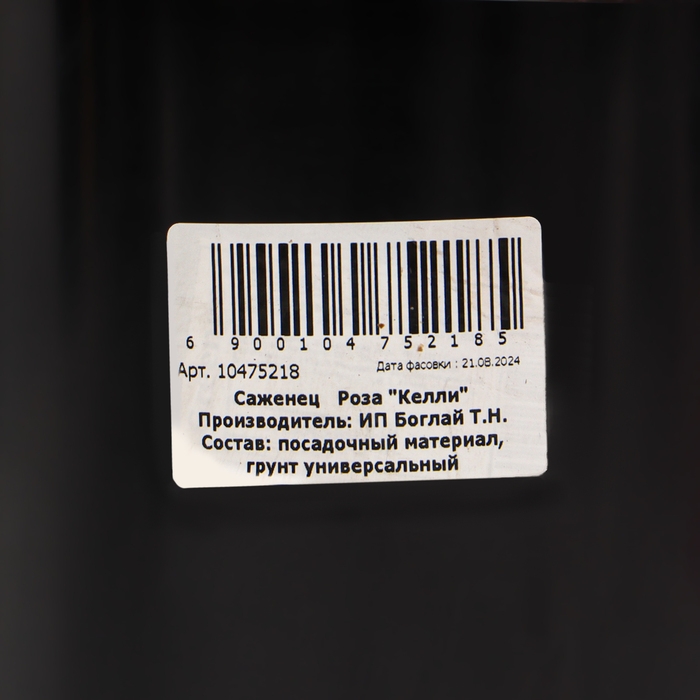 6 900104 752185
Арт. 10475218 Дата фасовки : 21.08.2024
Саженец Роза "Келли"
Производитель: ИП Боглай Т.Н.
Состав: посадочный материал,
грунт универсальный